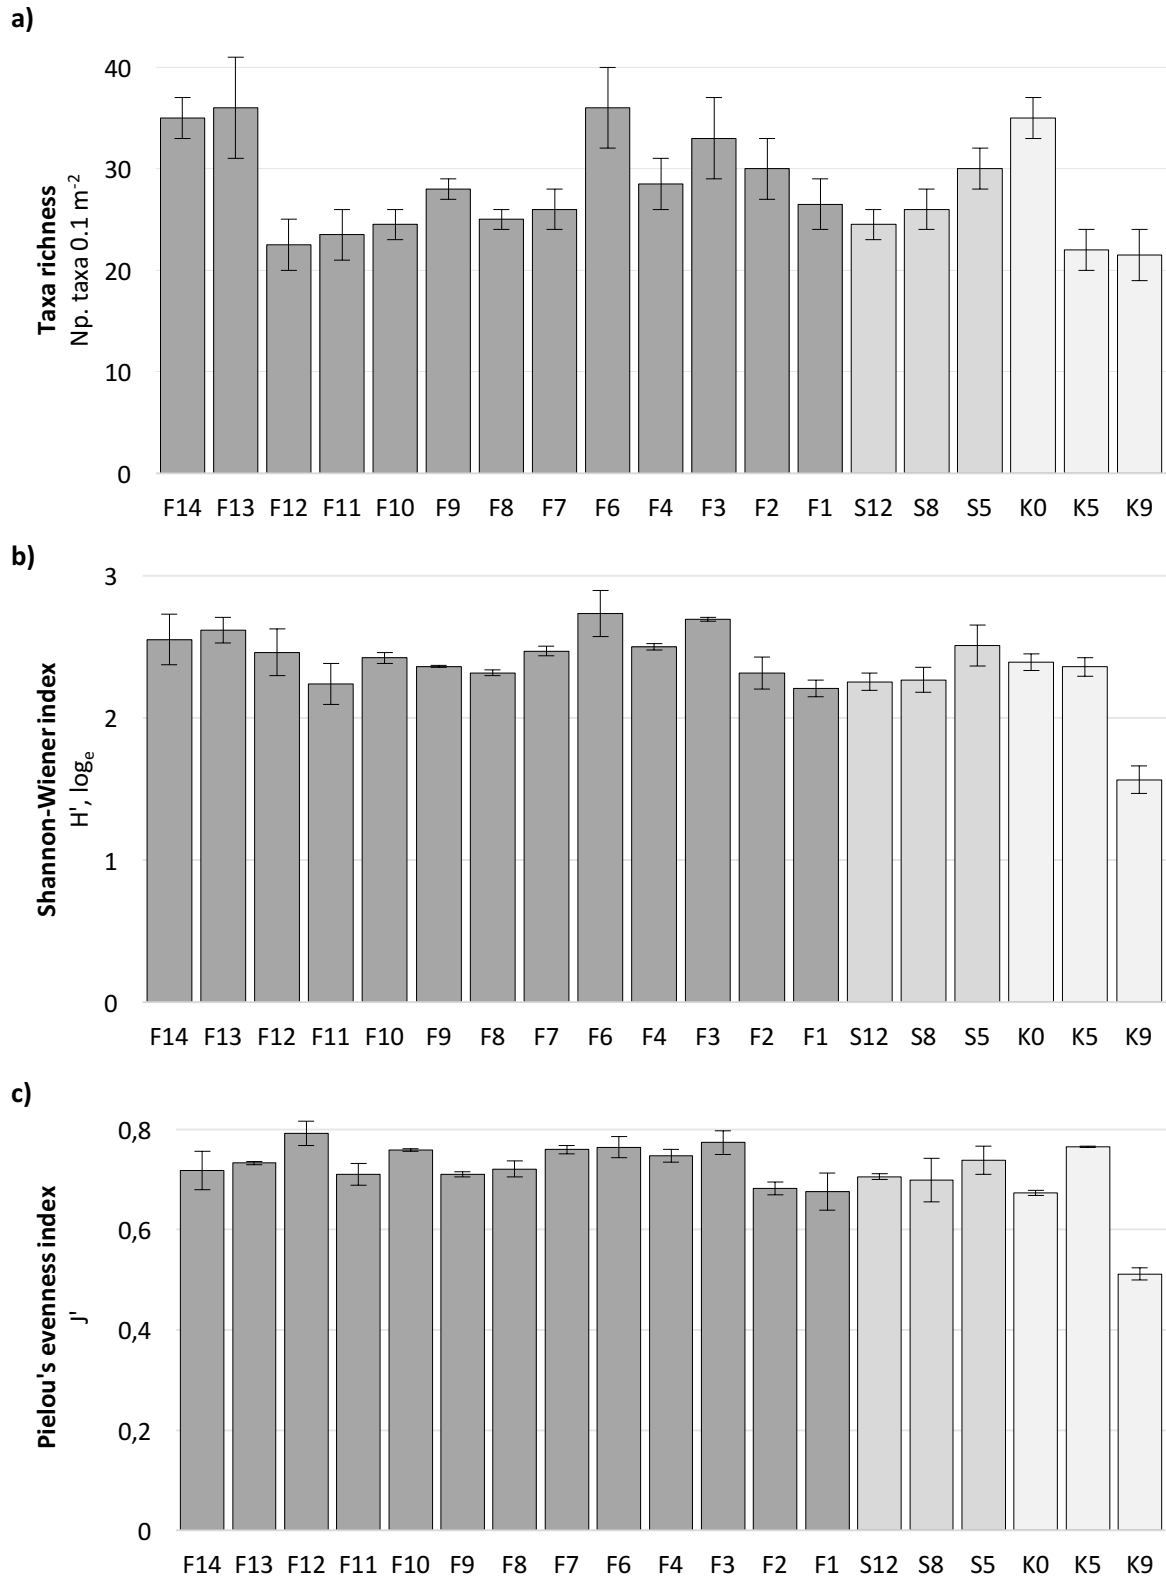 a)
Taxa richness
Np. taxa 0.1 m⁻²
40
30
20
10
0
F14 F13 F12 F11 F10 F9 F8 F7 F6 F4 F3 F2 F1 S12 S8 S5 K0 K5 K9
b)
Shannon-Wiener index
H', logₑ
3
2
1
0
F14 F13 F12 F11 F10 F9 F8 F7 F6 F4 F3 F2 F1 S12 S8 S5 K0 K5 K9
c)
Pielou's evenness index
J'
0,8
0,6
0,4
0,2
0
F14 F13 F12 F11 F10 F9 F8 F7 F6 F4 F3 F2 F1 S12 S8 S5 K0 K5 K9